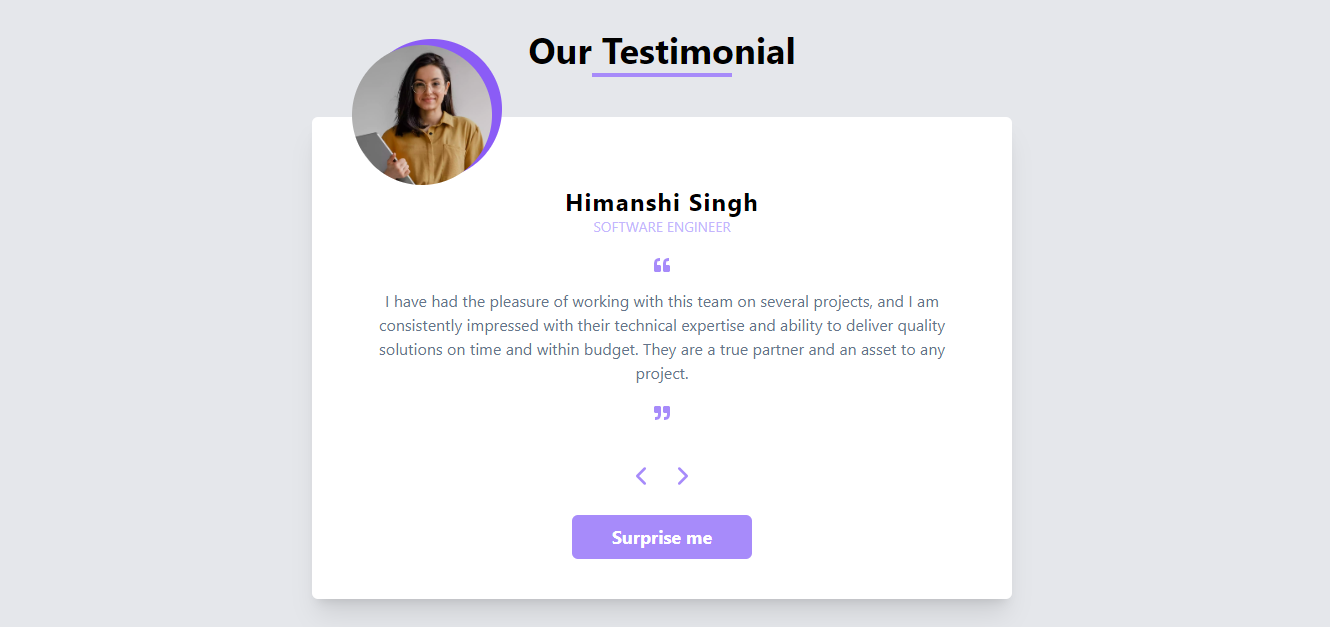 Our Testimonial
Himanshi Singh
SOFTWARE ENGINEER
❝
I have had the pleasure of working with this team on several projects, and I am
consistently impressed with their technical expertise and ability to deliver quality
solutions on time and within budget. They are a true partner and an asset to any
project.
❞
Surprise me